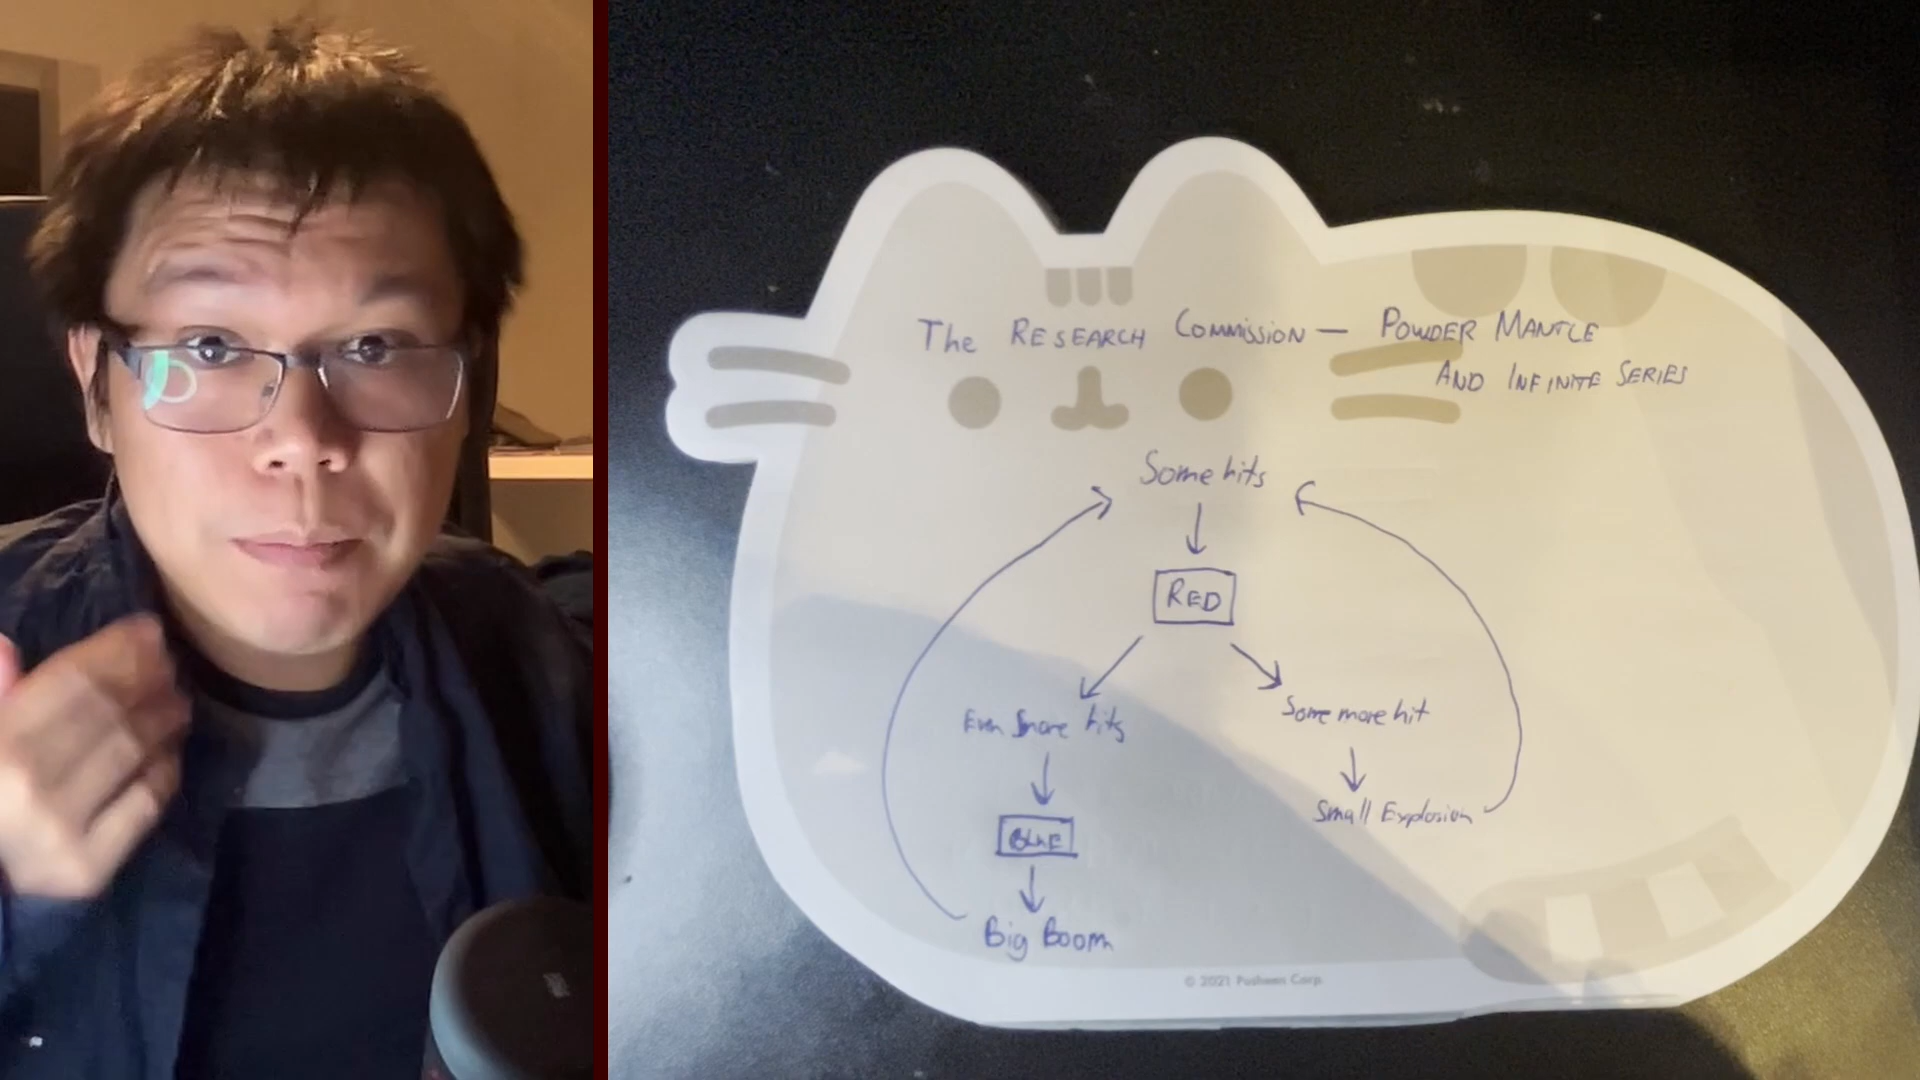 The RESEARCH COMMISSION — POWDER MANTLE
AND INFINITE SERIES
Some hits
RED
Even more hits
Some more hit
BLUE
Small Explosion
Big Boom
© 2021 Pusheen Corp.